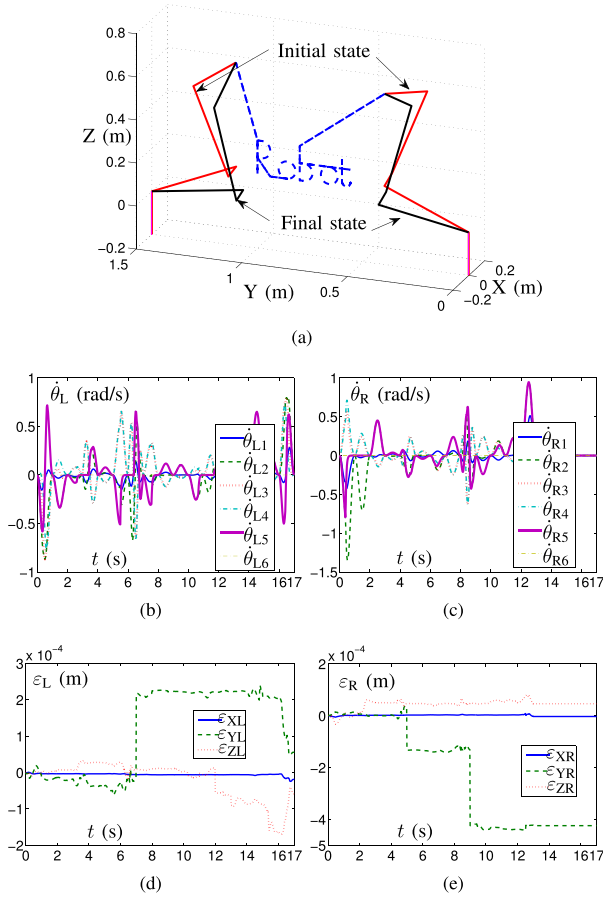 0.8
0.6
0.4
0.2
0
−0.2
Z (m)
Initial state
Final state
1.5
1
0.5
0
Y (m)
0.2
0
−0.2
X (m)
(a)
1
0.5
0
−0.5
−1
θ̇L (rad/s)
θ̇L1
θ̇L2
θ̇L3
θ̇L4
θ̇L5
θ̇L6
t (s)
0 2 4 6 8 10 12 14 1617
(b)
1
0.5
0
−0.5
−1
−1.5
θ̇R (rad/s)
θ̇R1
θ̇R2
θ̇R3
θ̇R4
θ̇R5
θ̇R6
t (s)
0 2 4 6 8 10 12 14 1617
(c)
x 10−4
3
2
1
0
−1
−2
εL (m)
εXL
εYL
εZL
t (s)
0 2 4 6 8 10 12 14 1617
(d)
x 10−4
2
0
−2
−4
−5
εR (m)
εXR
εYR
εZR
t (s)
0 2 4 6 8 10 12 14 1617
(e)